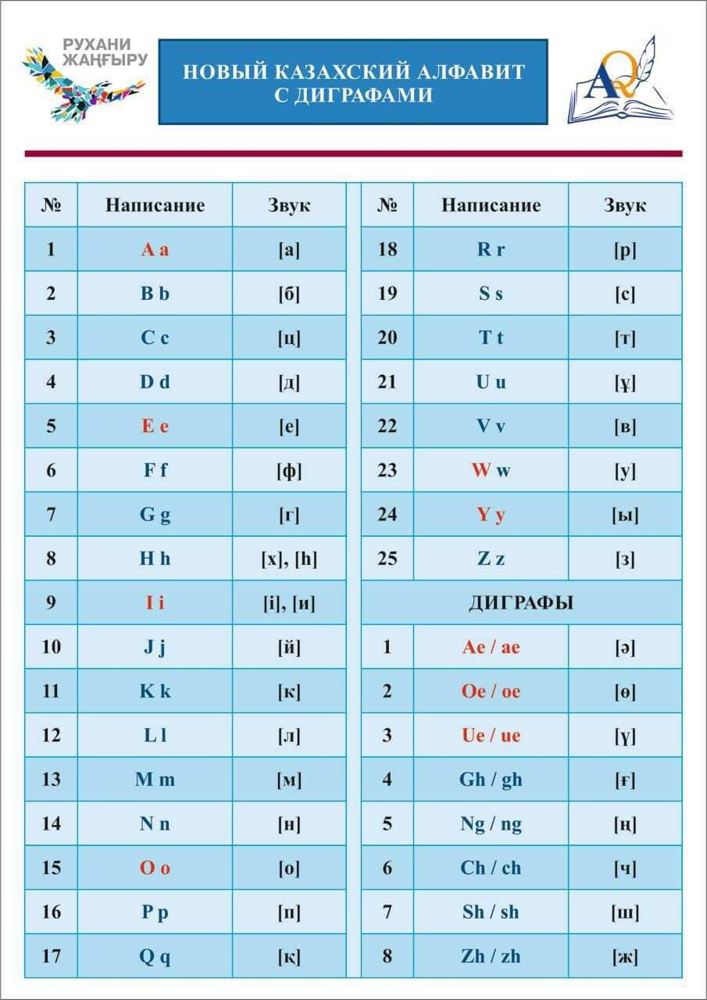 РУХАНИ
ЖАҢҒЫРУ
НОВЫЙ КАЗАХСКИЙ АЛФАВИТ
С ДИГРАФАМИ
AQ
№ Написание Звук
1 A a [а]
2 B b [б]
3 C c [ц]
4 D d [д]
5 E e [е]
6 F f [ф]
7 G g [г]
8 H h [х], [һ]
9 I i [і], [и]
10 J j [й]
11 K k [к]
12 L l [л]
13 M m [м]
14 N n [н]
15 O o [о]
16 P p [п]
17 Q q [қ]
№ Написание Звук
18 R r [р]
19 S s [с]
20 T t [т]
21 U u [ұ]
22 V v [в]
23 W w [у]
24 Y y [ы]
25 Z z [з]
ДИГРАФЫ
1 Ae / ae [ә]
2 Oe / oe [ө]
3 Ue / ue [ү]
4 Gh / gh [ғ]
5 Ng / ng [ң]
6 Ch / ch [ч]
7 Sh / sh [ш]
8 Zh / zh [ж]